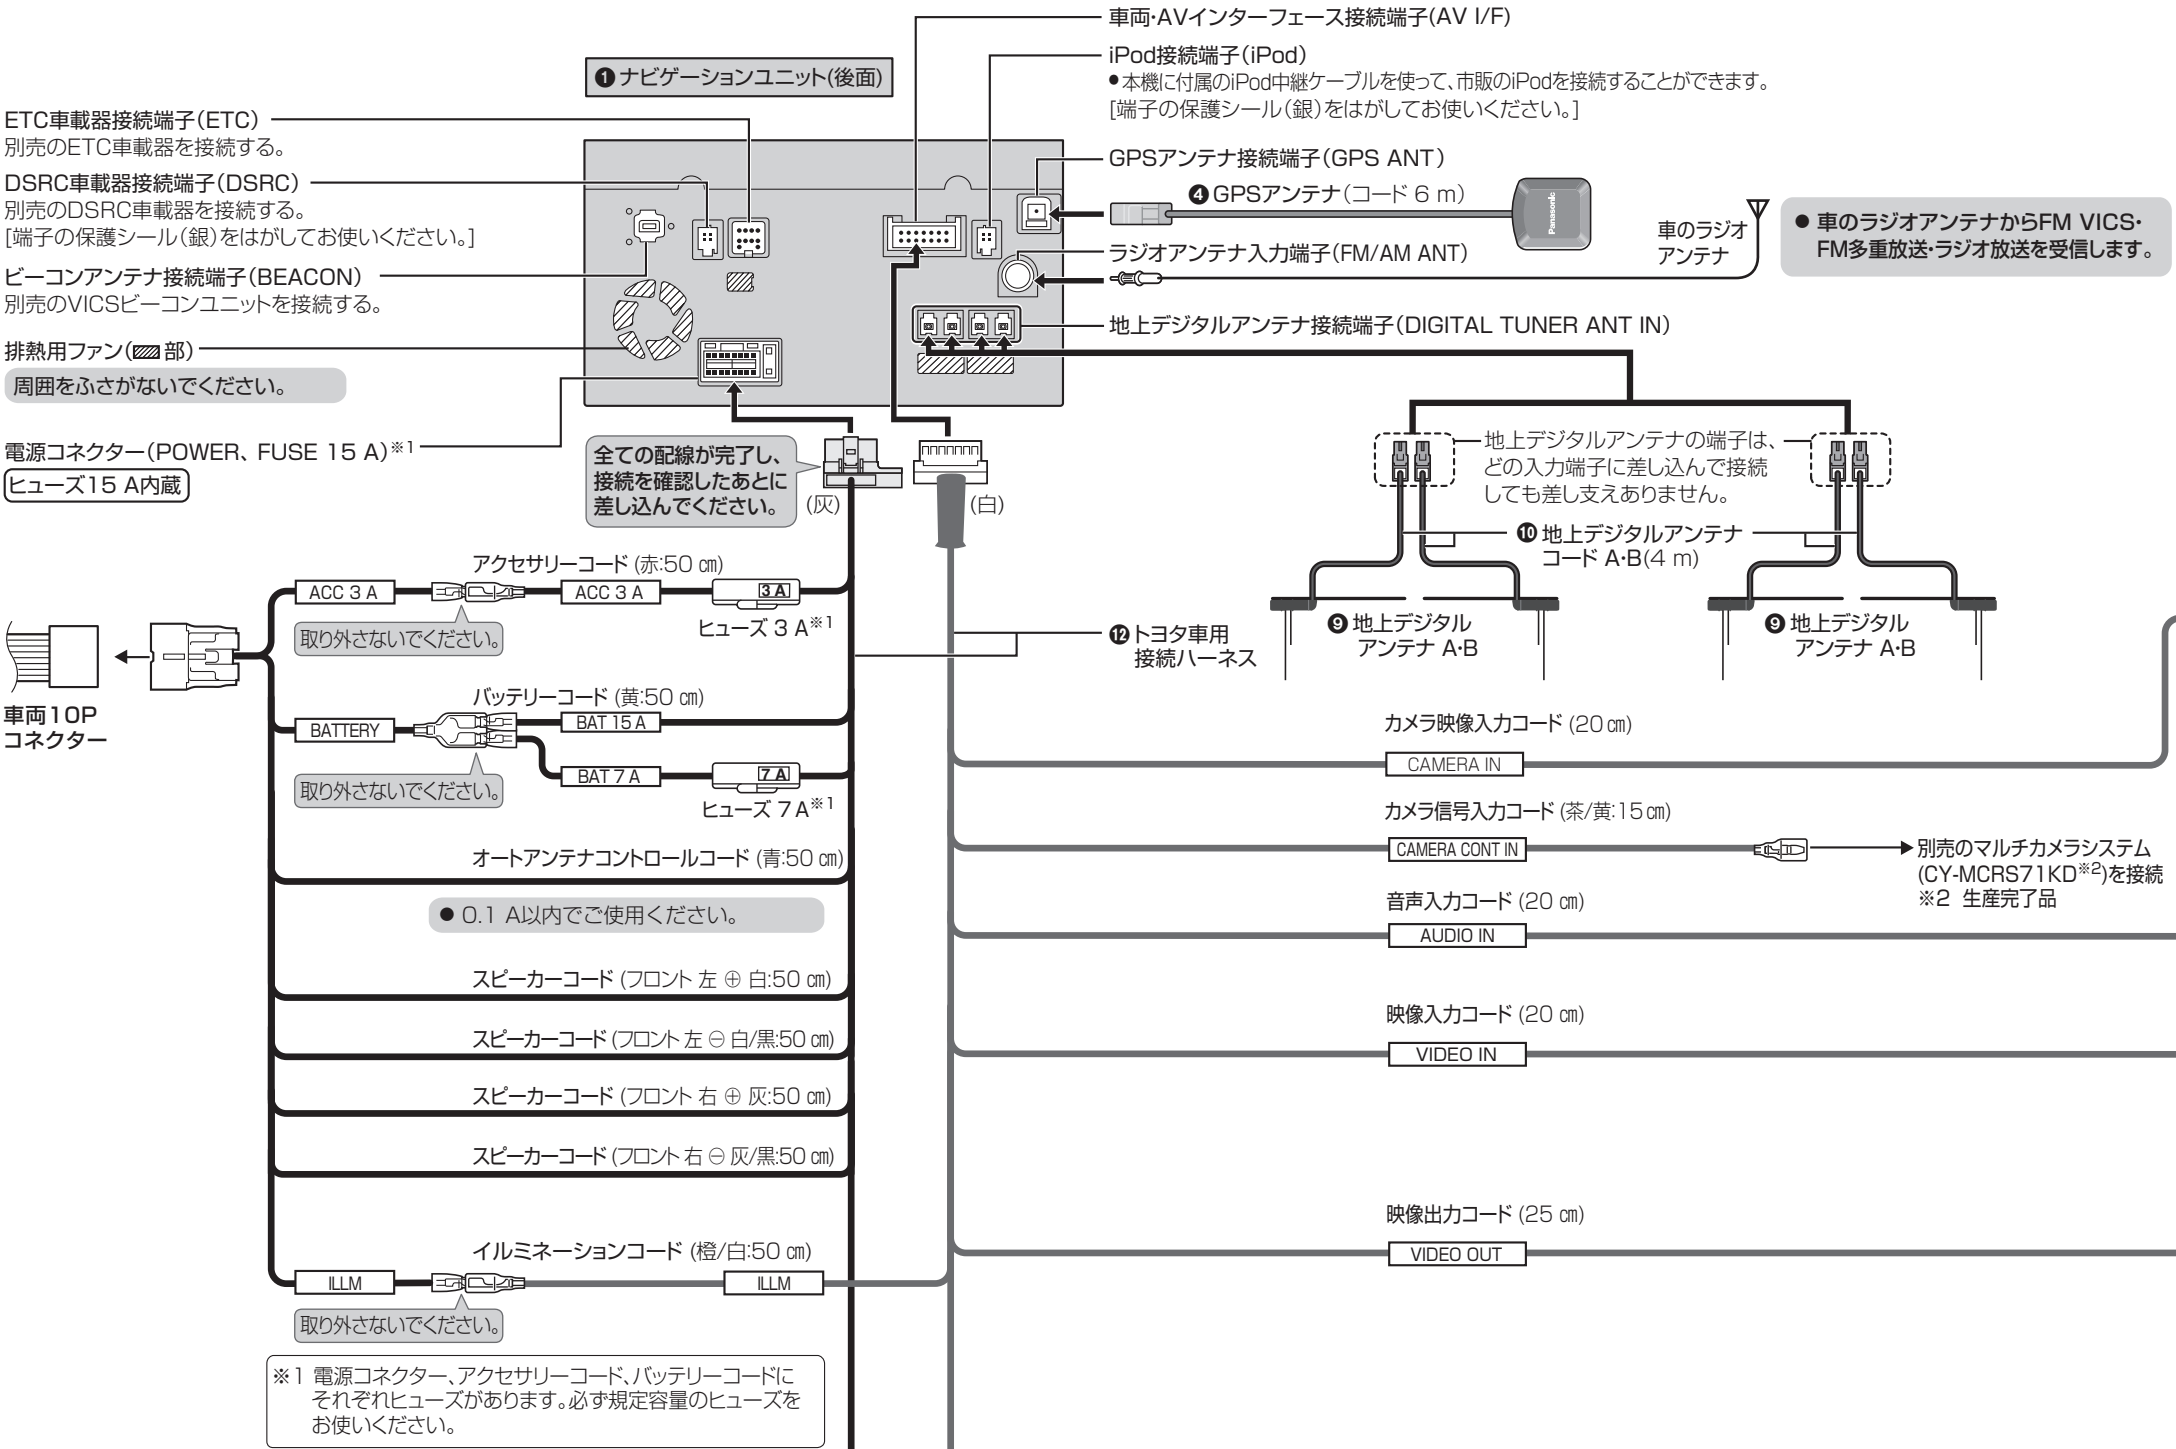 車両・AVインターフェース接続端子(AV I/F)
iPod接続端子(iPod)
●本機に付属のiPod中継ケーブルを使って、市販のiPodを接続することができます。
[端子の保護シール(銀)をはがしてお使いください。]
❶ナビゲーションユニット(後面)
ETC車載器接続端子(ETC)
別売のETC車載器を接続する。
DSRC車載器接続端子(DSRC)
別売のDSRC車載器を接続する。
[端子の保護シール(銀)をはがしてお使いください。]
ビーコンアンテナ接続端子(BEACON)
別売のVICSビーコンユニットを接続する。
排熱用ファン(部)
周囲をふさがないでください。
電源コネクター(POWER、FUSE 15 A)※1
ヒューズ15 A内蔵
GPSアンテナ接続端子(GPS ANT)
❹GPSアンテナ(コード 6 m)
Panasonic
ラジオアンテナ入力端子(FM/AM ANT)
車のラジオ
アンテナ
●車のラジオアンテナからFM VICS・
FM多重放送・ラジオ放送を受信します。
地上デジタルアンテナ接続端子(DIGITAL TUNER ANT IN)
全ての配線が完了し、
接続を確認したあとに
差し込んでください。
(灰)
(白)
地上デジタルアンテナの端子は、
どの入力端子に差し込んで接続
しても差し支えありません。
❿地上デジタルアンテナ
コード A・B(4 m)
❾地上デジタル
アンテナ A・B
❾地上デジタル
アンテナ A・B
⓬トヨタ車用
接続ハーネス
アクセサリーコード (赤:50 ㎝)
ACC 3 A
ACC 3 A
3 A
取り外さないでください。
ヒューズ 3 A※1
車両10P
コネクター
バッテリーコード (黄:50 ㎝)
BATTERY
BAT 15 A
取り外さないでください。
BAT 7 A
7 A
ヒューズ 7 A※1
オートアンテナコントロールコード (青:50 ㎝)
●0.1 A以内でご使用ください。
スピーカーコード (フロント 左 ⊕ 白:50 ㎝)
スピーカーコード (フロント 左 ⊖ 白/黒:50 ㎝)
スピーカーコード (フロント 右 ⊕ 灰:50 ㎝)
スピーカーコード (フロント 右 ⊖ 灰/黒:50 ㎝)
イルミネーションコード (橙/白:50 ㎝)
ILLM
ILLM
取り外さないでください。
※1 電源コネクター、アクセサリーコード、バッテリーコードに
それぞれヒューズがあります。必ず規定容量のヒューズを
お使いください。
カメラ映像入力コード (20 ㎝)
CAMERA IN
カメラ信号入力コード (茶/黄:15 ㎝)
CAMERA CONT IN
別売のマルチカメラシステム
(CY-MCRS71KD※2)を接続
※2 生産完了品
音声入力コード (20 ㎝)
AUDIO IN
映像入力コード (20 ㎝)
VIDEO IN
映像出力コード (25 ㎝)
VIDEO OUT